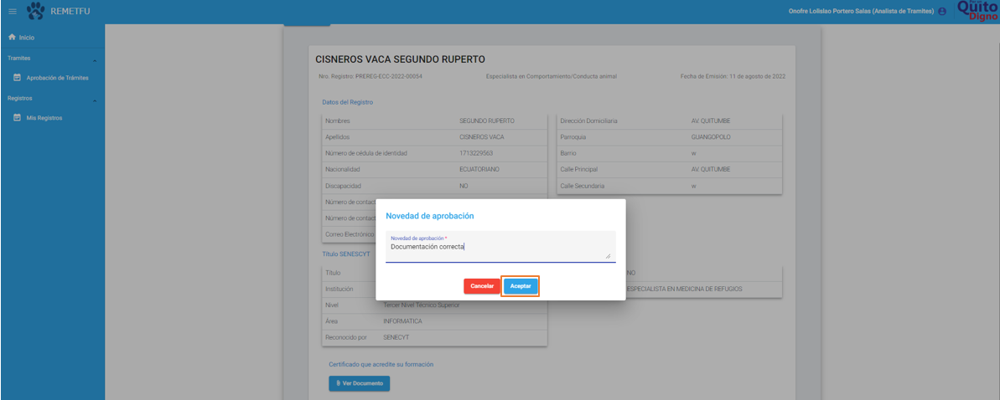 REMETFU
Onofre Lolislao Portero Salas (Analista de Tramites)
Quito
Digno
Inicio
Tramites
Aprobación de Trámites
Registros
Mis Registros
CISNEROS VACA SEGUNDO RUPERTO
Nro. Registro: PREREG-ECC-2022-00054
Especialista en Comportamiento/Conducta animal
Fecha de Emisión: 11 de agosto de 2022
Datos del Registro
Nombres SEGUNDO RUPERTO
Apellidos CISNEROS VACA
Número de cédula de identidad 1713229563
Nacionalidad ECUATORIANO
Discapacidad NO
Número de contact
Número de contact
Correo Electrónico
Dirección Domiciliaria AV. QUITUMBE
Parroquia GUANGOPOLO
Barrio w
Calle Principal AV. QUITUMBE
Calle Secundaria w
Novedad de aprobación
Novedad de aprobación *
Documentación correcta
Cancelar Aceptar
Título SENESCYT
Título
Institución
Nivel Tercer Nivel Técnico Superior
Área INFORMATICA
Reconocido por SENECYT
NO
ESPECIALISTA EN MEDICINA DE REFUGIOS
Certificado que acredite su formación
Ver Documento